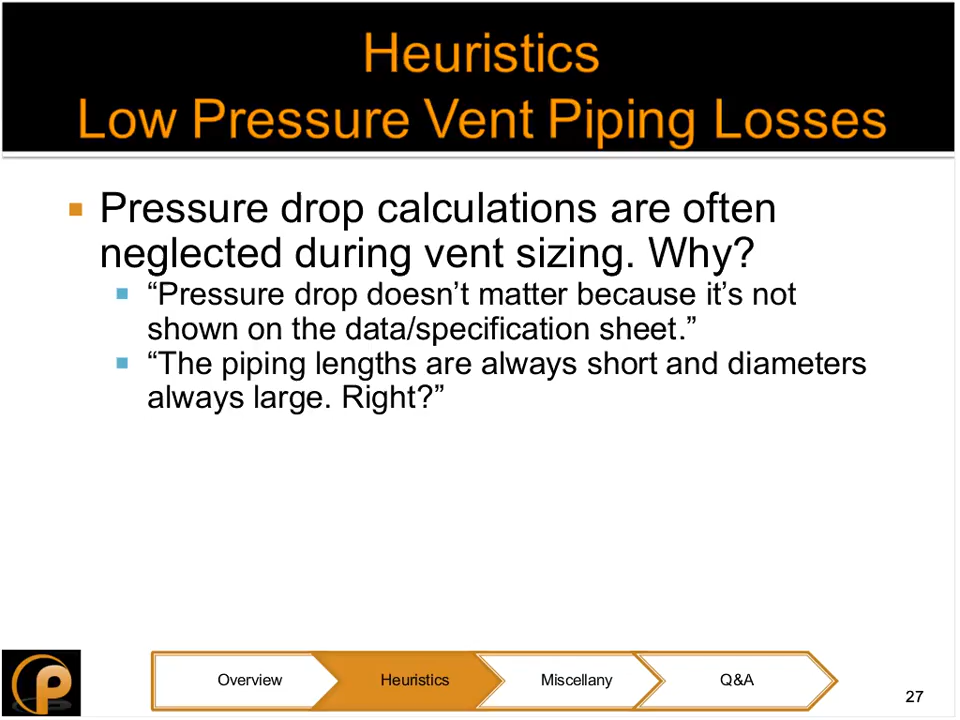 Heuristics
Low Pressure Vent Piping Losses
Pressure drop calculations are often
neglected during vent sizing. Why?
“Pressure drop doesn’t matter because it’s not
shown on the data/specification sheet.”
“The piping lengths are always short and diameters
always large. Right?”
Overview
Heuristics
Miscellany
Q&A
27